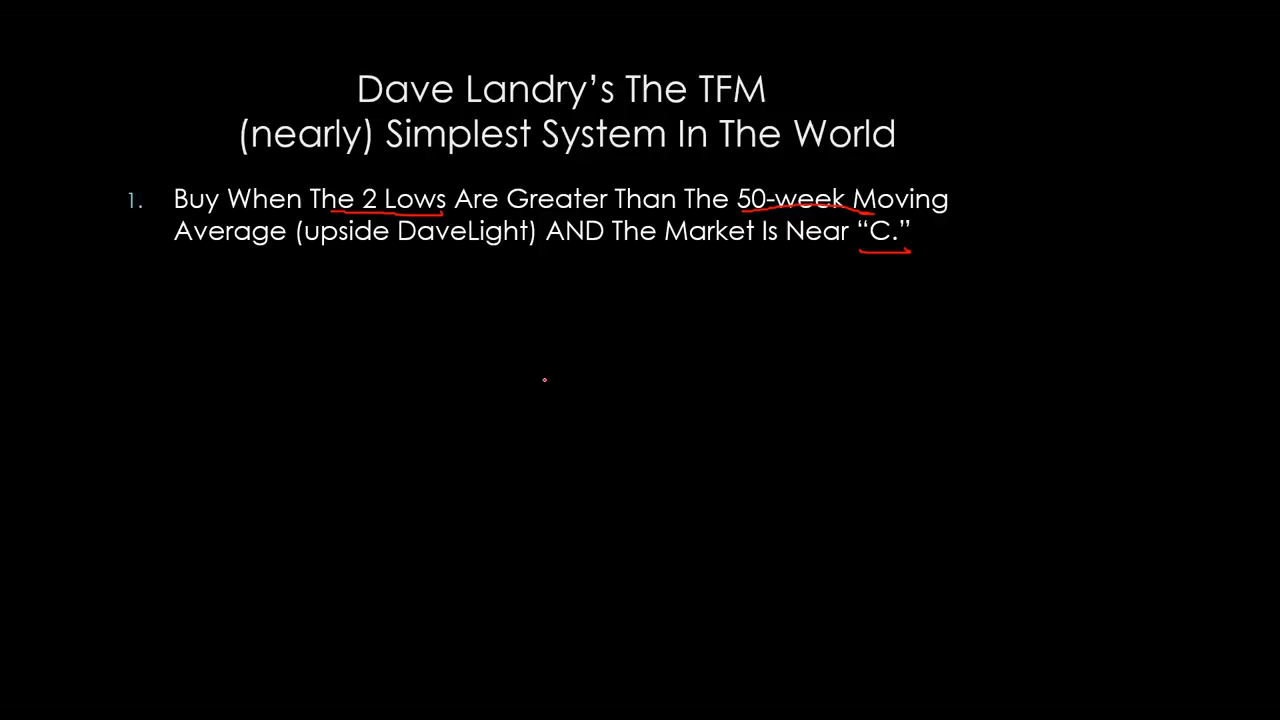 Dave Landry’s The TFM
(nearly) Simplest System In The World
1. Buy When The 2 Lows Are Greater Than The 50-week Moving
Average (upside DaveLight) AND The Market Is Near “C.”